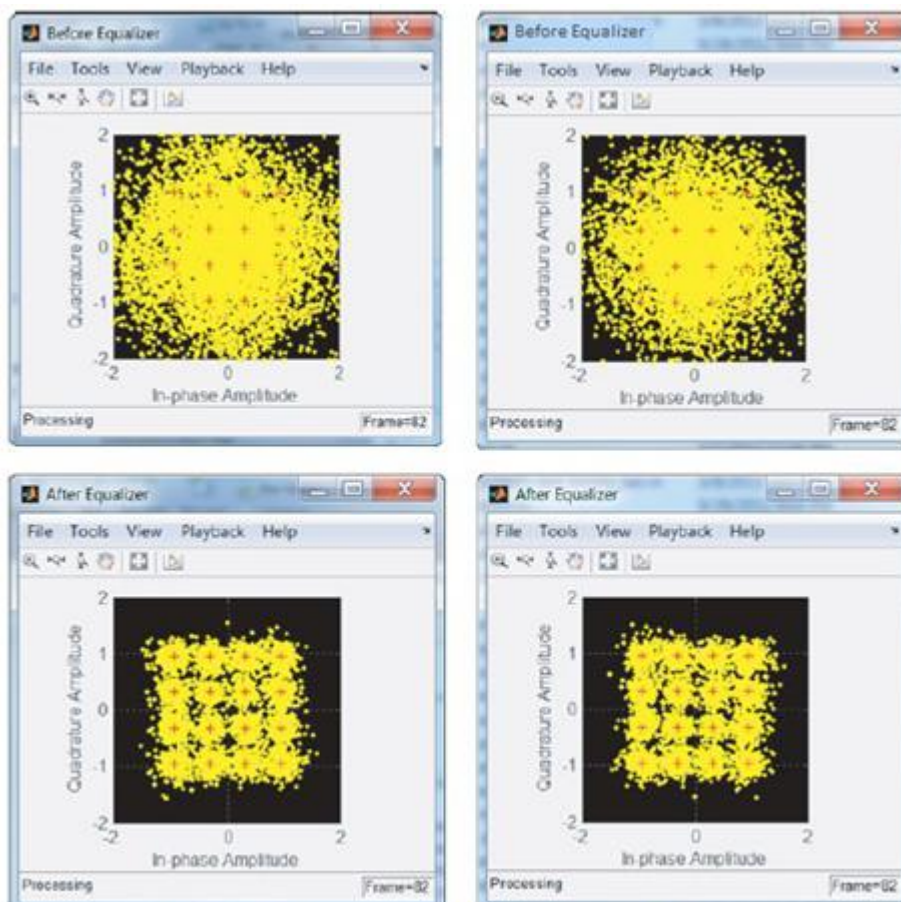 Before Equalizer
File Tools View Playback Help
2
1
0
-1
-2
Quadrature Amplitude
-2 0 2
In-phase Amplitude
Processing Frame=82
Before Equalizer
File Tools View Playback Help
2
1
0
-1
-2
Quadrature Amplitude
-2 0 2
In-phase Amplitude
Processing Frame=82
After Equalizer
File Tools View Playback Help
2
1
0
-1
-2
Quadrature Amplitude
-2 0 2
In-phase Amplitude
Processing Frame=82
After Equalizer
File Tools View Playback Help
2
1
0
-1
-2
Quadrature Amplitude
-2 0 2
In-phase Amplitude
Processing Frame=82